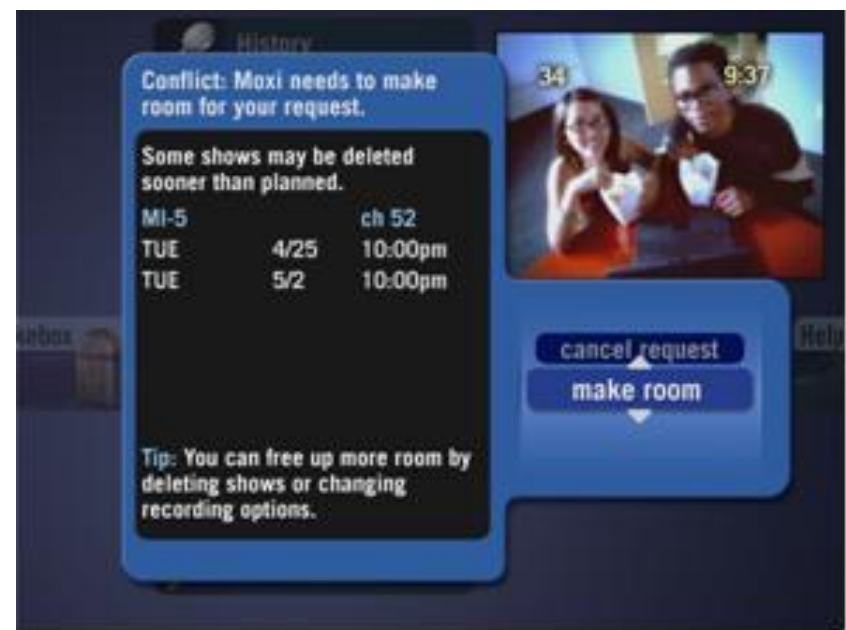 History
Conflict: Moxi needs to make
room for your request.
34
9:37
Some shows may be deleted
sooner than planned.
MI-5 ch 52
TUE 4/25 10:00pm
TUE 5/2 10:00pm
cancel request
make room
Help
Tip: You can free up more room by
deleting shows or changing
recording options.